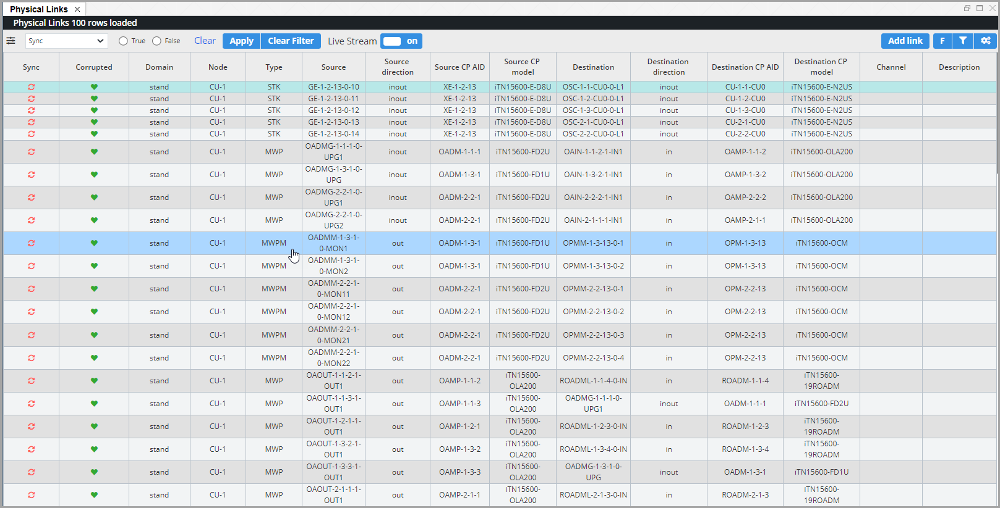 Physical Links
Physical Links 100 rows loaded
Sync True False Clear Apply Clear Filter Live Stream on Add link F
Sync Corrupted Domain Node Type Source Source direction Source CP AID Source CP model Destination Destination direction Destination CP AID Destination CP model Channel Description
stand CU-1 STK GE-1-2-13-0-10 inout XE-1-2-13 iTN15600-E-D8U OSC-1-1-CU0-0-L1 inout CU-1-1-CU0 iTN15600-E-N2US
stand CU-1 STK GE-1-2-13-0-11 inout XE-1-2-13 iTN15600-E-D8U OSC-1-2-CU0-0-L1 inout CU-1-2-CU0 iTN15600-E-N2US
stand CU-1 STK GE-1-2-13-0-12 inout XE-1-2-13 iTN15600-E-D8U OSC-1-3-CU0-0-L1 inout CU-1-3-CU0 iTN15600-E-N2US
stand CU-1 STK GE-1-2-13-0-13 inout XE-1-2-13 iTN15600-E-D8U OSC-2-1-CU0-0-L1 inout CU-2-1-CU0 iTN15600-E-N2US
stand CU-1 STK GE-1-2-13-0-14 inout XE-1-2-13 iTN15600-E-D8U OSC-2-2-CU0-0-L1 inout CU-2-2-CU0 iTN15600-E-N2US
stand CU-1 MWP OADMG-1-1-1-0-UPG1 inout OADM-1-1-1 iTN15600-FD2U OAIN-1-1-2-1-IN1 in OAMP-1-1-2 iTN15600-OLA200
stand CU-1 MWP OADMG-1-3-1-0-UPG inout OADM-1-3-1 iTN15600-FD1U OAIN-1-3-2-1-IN1 in OAMP-1-3-2 iTN15600-OLA200
stand CU-1 MWP OADMG-2-2-1-0-UPG1 inout OADM-2-2-1 iTN15600-FD2U OAIN-2-2-2-1-IN1 in OAMP-2-2-2 iTN15600-OLA200
stand CU-1 MWP OADMG-2-2-1-0-UPG2 inout OADM-2-2-1 iTN15600-FD2U OAIN-2-1-1-1-IN1 in OAMP-2-1-1 iTN15600-OLA200
stand CU-1 MWPM OADMM-1-3-1-0-MON1 out OADM-1-3-1 iTN15600-FD1U OPMM-1-3-13-0-1 in OPM-1-3-13 iTN15600-OCM
stand CU-1 MWPM OADMM-1-3-1-0-MON2 out OADM-1-3-1 iTN15600-FD1U OPMM-1-3-13-0-2 in OPM-1-3-13 iTN15600-OCM
stand CU-1 MWPM OADMM-2-2-1-0-MON11 out OADM-2-2-1 iTN15600-FD2U OPMM-2-2-13-0-1 in OPM-2-2-13 iTN15600-OCM
stand CU-1 MWPM OADMM-2-2-1-0-MON12 out OADM-2-2-1 iTN15600-FD2U OPMM-2-2-13-0-2 in OPM-2-2-13 iTN15600-OCM
stand CU-1 MWPM OADMM-2-2-1-0-MON21 out OADM-2-2-1 iTN15600-FD2U OPMM-2-2-13-0-3 in OPM-2-2-13 iTN15600-OCM
stand CU-1 MWPM OADMM-2-2-1-0-MON22 out OADM-2-2-1 iTN15600-FD2U OPMM-2-2-13-0-4 in OPM-2-2-13 iTN15600-OCM
stand CU-1 MWP OAOUT-1-1-2-1-OUT1 out OAMP-1-1-2 iTN15600-OLA200 ROADML-1-1-4-0-IN in ROADM-1-1-4 iTN15600-19ROADM
stand CU-1 MWP OAOUT-1-1-3-1-OUT1 out OAMP-1-1-3 iTN15600-OLA200 OADMG-1-1-1-0-UPG1 inout OADM-1-1-1 iTN15600-FD2U
stand CU-1 MWP OAOUT-1-2-1-1-OUT1 out OAMP-1-2-1 iTN15600-OLA200 ROADML-1-2-3-0-IN in ROADM-1-2-3 iTN15600-19ROADM
stand CU-1 MWP OAOUT-1-3-2-1-OUT1 out OAMP-1-3-2 iTN15600-OLA200 ROADML-1-3-4-0-IN in ROADM-1-3-4 iTN15600-19ROADM
stand CU-1 MWP OAOUT-1-3-3-1-OUT1 out OAMP-1-3-3 iTN15600-OLA200 OADMG-1-3-1-0-UPG inout OADM-1-3-1 iTN15600-FD1U
stand CU-1 MWP OAOUT-2-1-1-1-OUT1 out OAMP-2-1-1 iTN15600-OLA200 ROADML-2-1-3-0-IN in ROADM-2-1-3 iTN15600-19ROADM